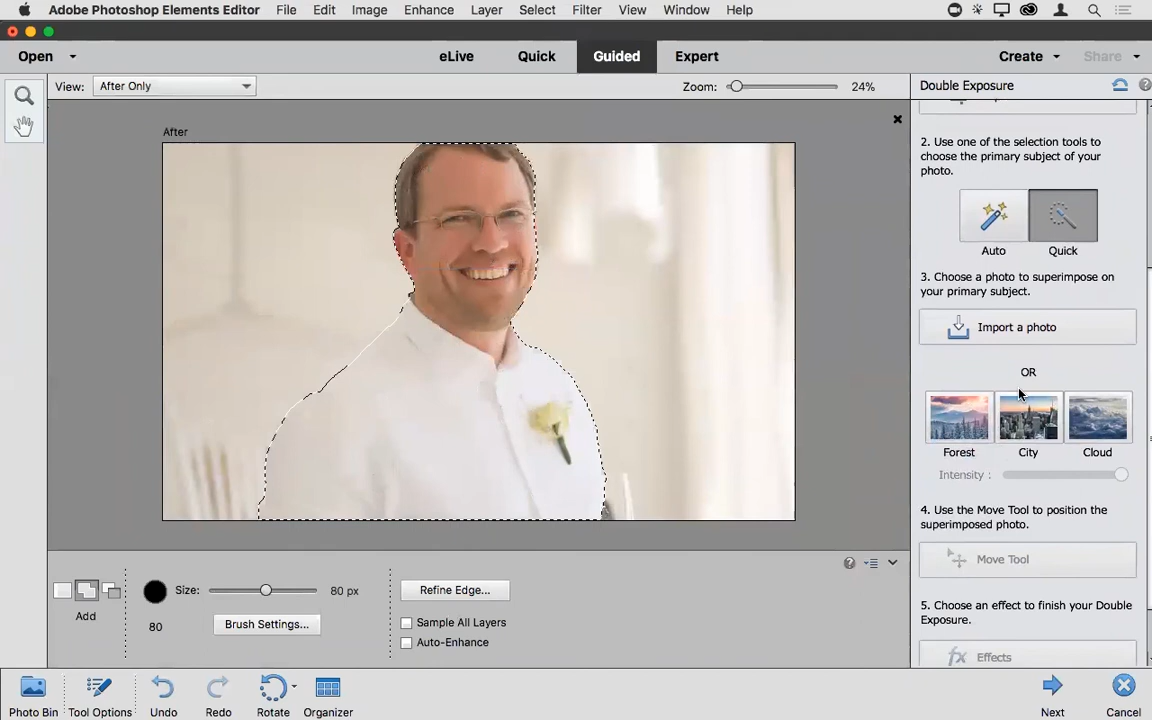 Adobe Photoshop Elements Editor File Edit Image Enhance Layer Select Filter View Window Help
Open eLive Quick Guided Expert Create Share
View: After Only Zoom: 24% Double Exposure
After
2. Use one of the selection tools to
choose the primary subject of your
photo.
Auto Quick
3. Choose a photo to superimpose on
your primary subject.
Import a photo
OR
Forest City Cloud
Intensity :
4. Use the Move Tool to position the
superimposed photo.
Move Tool
5. Choose an effect to finish your Double
Exposure.
fx Effects
Add
Size: 80 px
80 Brush Settings...
Refine Edge...
Sample All Layers
Auto-Enhance
Photo Bin Tool Options Undo Redo Rotate Organizer Next Cancel